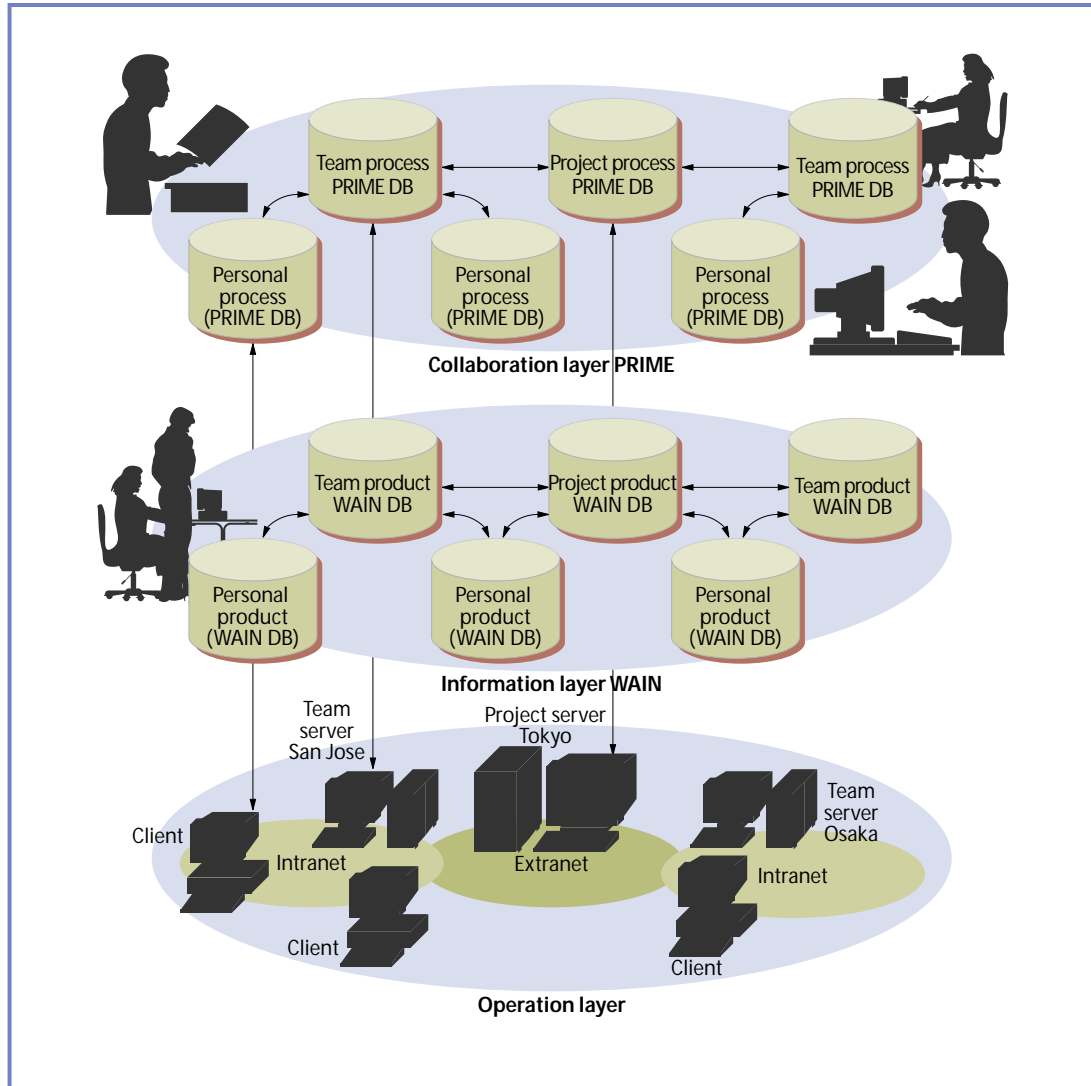 Team process
PRIME DB
Project process
PRIME DB
Team process
PRIME DB
Personal
process
(PRIME DB)
Personal
process
(PRIME DB)
Personal
process
(PRIME DB)
Collaboration layer PRIME
Team product
WAIN DB
Project product
WAIN DB
Team product
WAIN DB
Personal
product
(WAIN DB)
Personal
product
(WAIN DB)
Personal
product
(WAIN DB)
Information layer WAIN
Team
server
San Jose
Project server
Tokyo
Team
server
Osaka
Client
Intranet
Extranet
Intranet
Client
Client
Operation layer